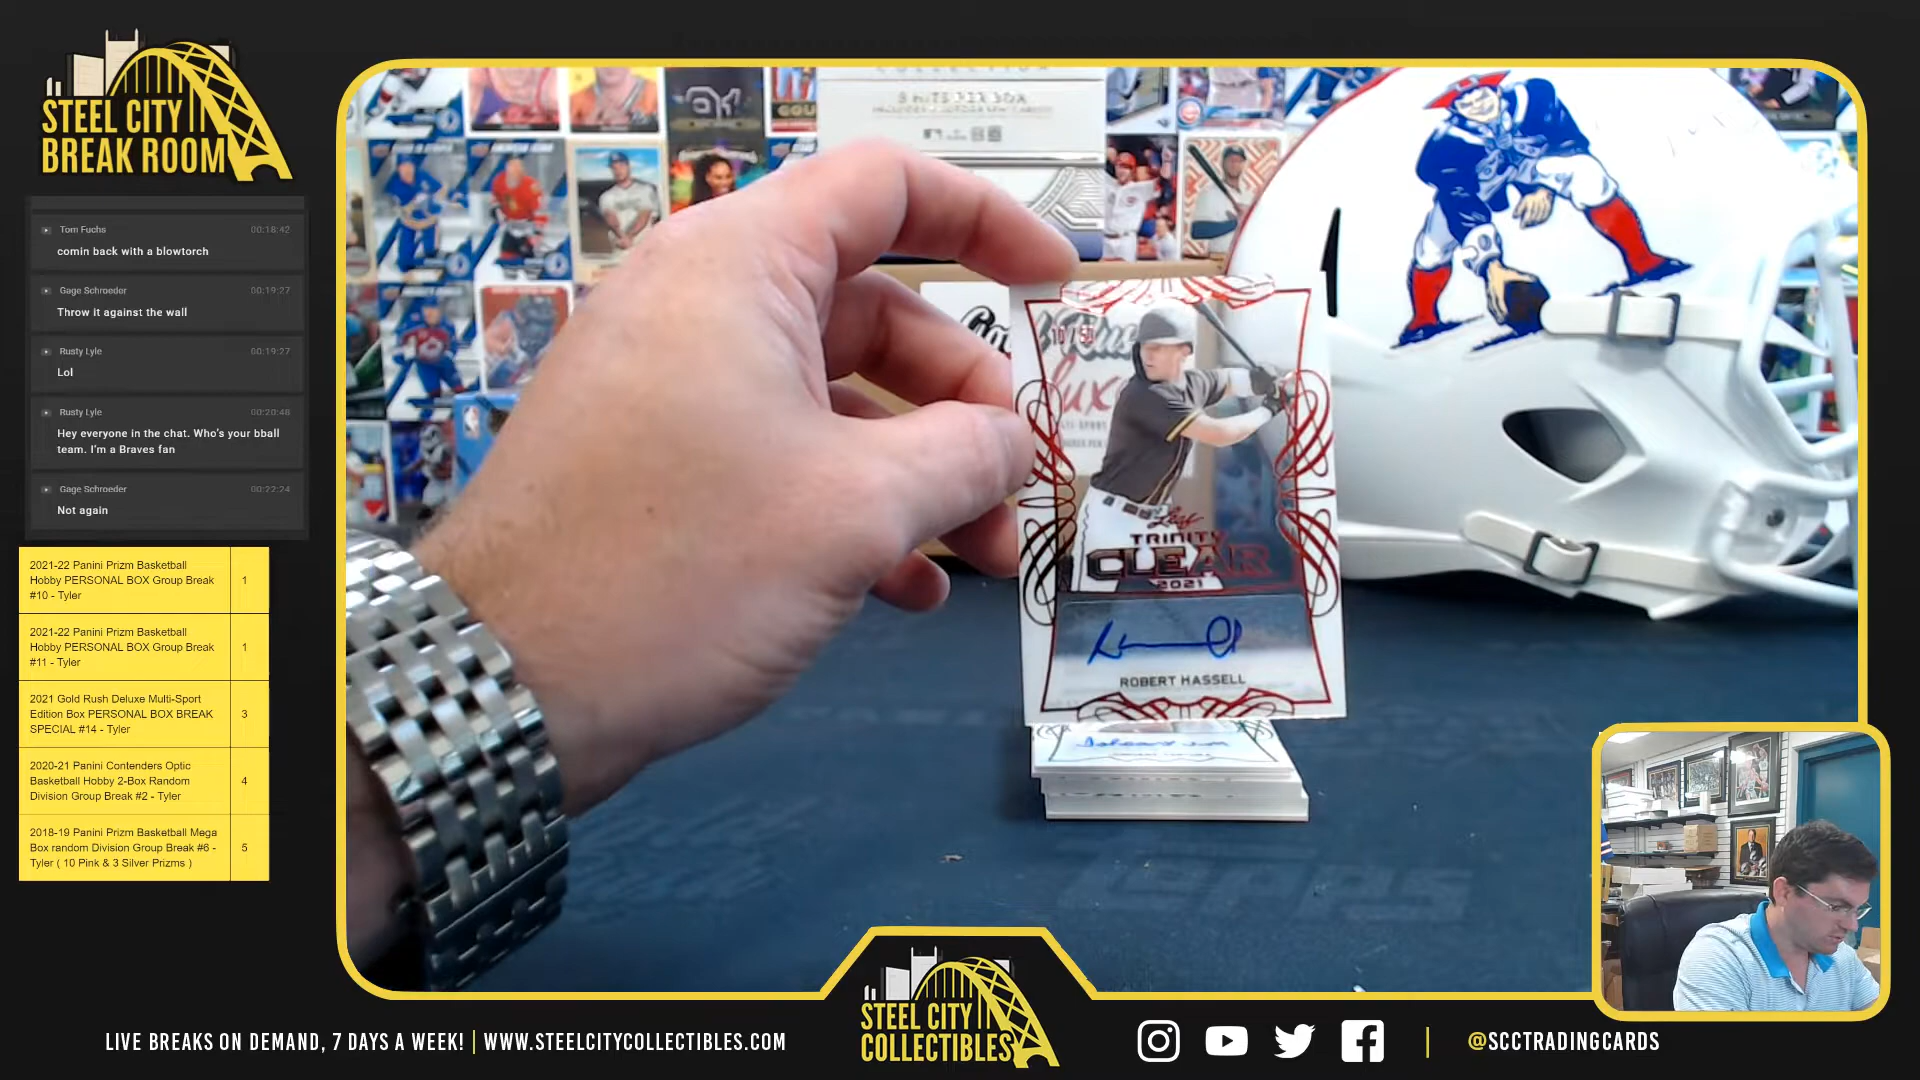 STEEL CITY
BREAK ROOM
Tom Fuchs 00:18:42
comin back with a blowtorch
Gage Schroeder 00:19:27
Throw it against the wall
Rusty Lyle 00:19:27
Lol
Rusty Lyle 00:20:48
Hey everyone in the chat. Who's your bball
team. I'm a Braves fan
Gage Schroeder 00:22:24
Not again
2021-22 Panini Prizm Basketball
Hobby PERSONAL BOX Group Break
#10 - Tyler
1
2021-22 Panini Prizm Basketball
Hobby PERSONAL BOX Group Break
#11 - Tyler
1
2021 Gold Rush Deluxe Multi-Sport
Edition Box PERSONAL BOX BREAK
SPECIAL #14 - Tyler
3
2020-21 Panini Contenders Optic
Basketball Hobby 2-Box Random
Division Group Break #2 - Tyler
4
2018-19 Panini Prizm Basketball Mega
Box random Division Group Break #6 -
Tyler ( 10 Pink & 3 Silver Prizms )
5
8 HITS PER BOX
Leaf
TRINITY
CLEAR
2021
ROBERT HASSELL
TOPPS
LIVE BREAKS ON DEMAND, 7 DAYS A WEEK! | WWW.STEELCITYCOLLECTIBLES.COM
STEEL CITY
COLLECTIBLES
@SCCTRADINGCARDS